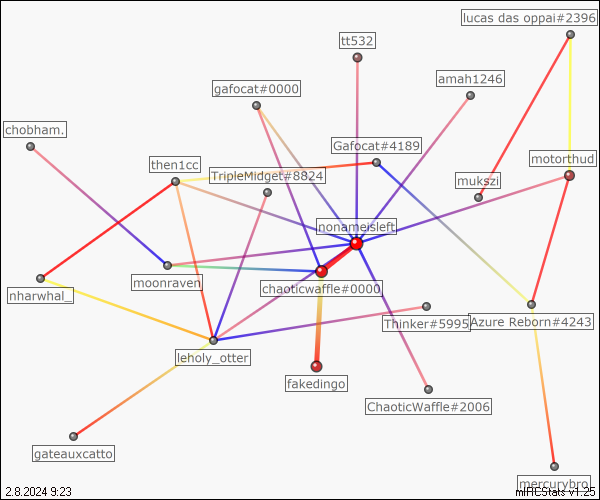 lucas das oppai#2396
tt532
amah1246
gafocat#0000
chobham.
Gafocat#4189
then1cc
TripleMidget#8824
motorthud
mukszi
nonameisleft
moonraven
chaoticwaffle#0000
nharwhal_
Thinker#5995
Azure Reborn#4243
leholy_otter
fakedingo
ChaoticWaffle#2006
gateauxcatto
mercurybro
2.8.2024 9:23
mIRCStats v1.25